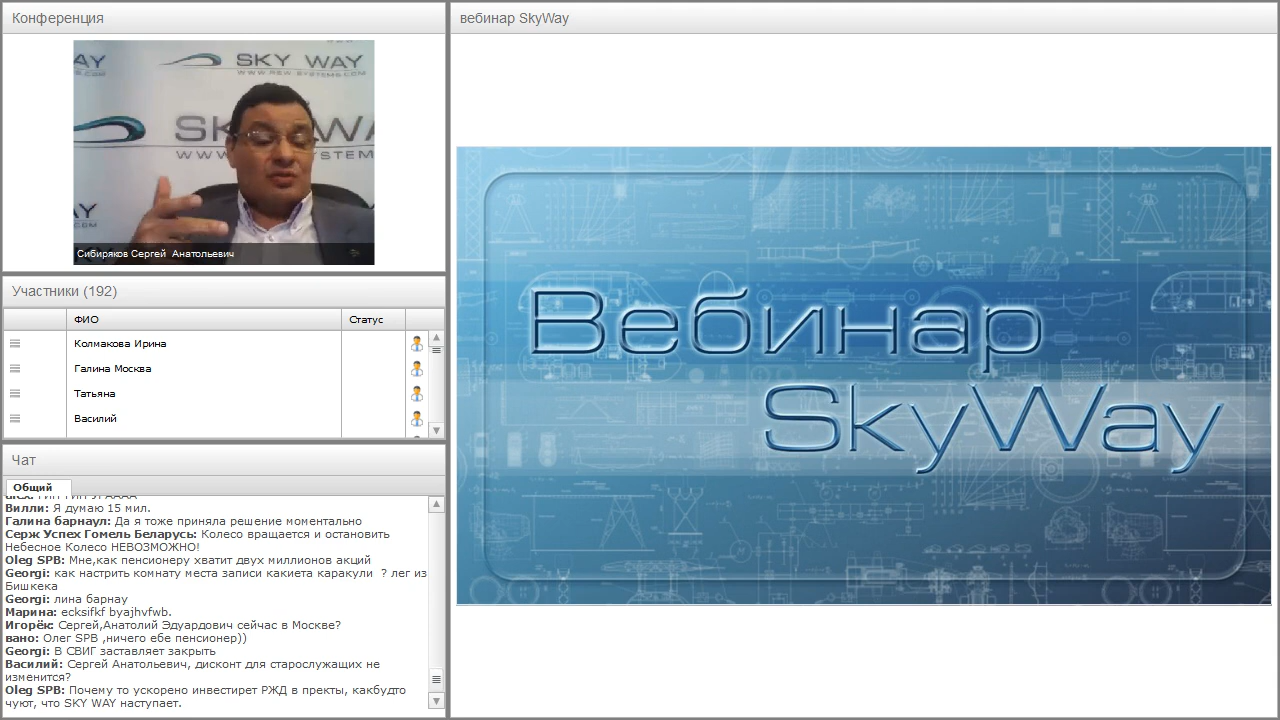 Конференция
вебинар SkyWay
SKY WAY
WWW.RSW-SYSTEMS.COM
Сибиряков Сергей Анатольевич
Участники (192)
ФИО
Статус
Колмакова Ирина
Галина Москва
Татьяна
Василий
Чат
Общий
Вилли: Я думаю 15 мил.
Галина барнаул: Да я тоже приняла решение моментально
Серж Успех Гомель Беларусь: Колесо вращается и остановить
Небесное Колесо НЕВОЗМОЖНО!
Oleg SPB: Мне,как пенсионеру хватит двух миллионов акций
Georgi: как настрить комнату места записи какиета каракули ? лег из
Бишкека
Georgi: лина барнау
Марина: ecksifkf byajhvfwb.
Игорёк: Сергей,Анатолий Эдуардович сейчас в Москве?
вано: Олег SPB ,ничего ебе пенсионер))
Georgi: В СВИГ заставляет закрыть
Василий: Сергей Анатольевич, дисконт для старослужащих не
изменится?
Oleg SPB: Почему то ускорено инвестирет РЖД в пректы, какбудто
чуют, что SKY WAY наступает.
Вебинар
SkyWay